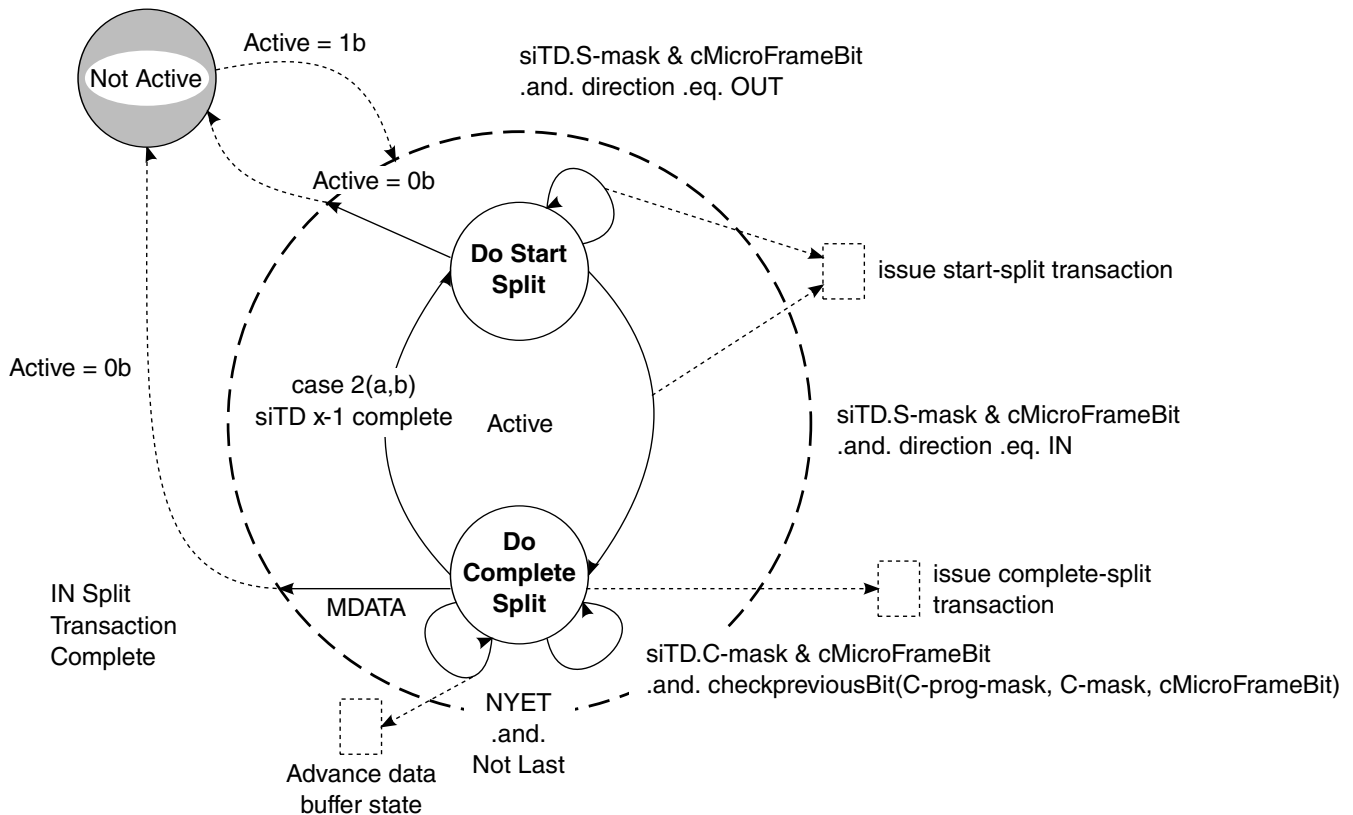 Active = 1b
Not Active
siTD.S-mask & cMicroFrameBit
.and. direction .eq. OUT
Active = 0b
Do Start
Split
issue start-split transaction
Active = 0b
case 2(a,b)
siTD x-1 complete
Active
siTD.S-mask & cMicroFrameBit
.and. direction .eq. IN
Do
Complete
Split
issue complete-split
transaction
IN Split
Transaction
Complete
MDATA
siTD.C-mask & cMicroFrameBit
.and. checkpreviousBit(C-prog-mask, C-mask, cMicroFrameBit)
NYET
.and.
Not Last
Advance data
buffer state